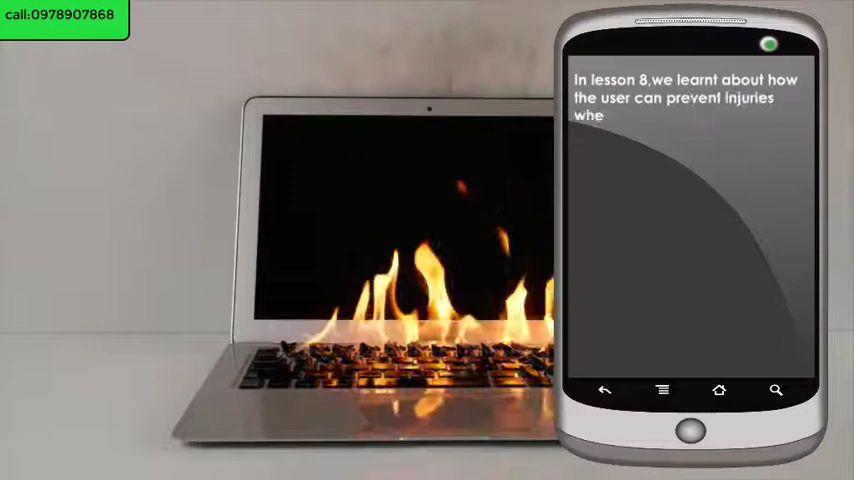 call:0978907868
In lesson 8,we learnt about how
the user can prevent Injuries
whe